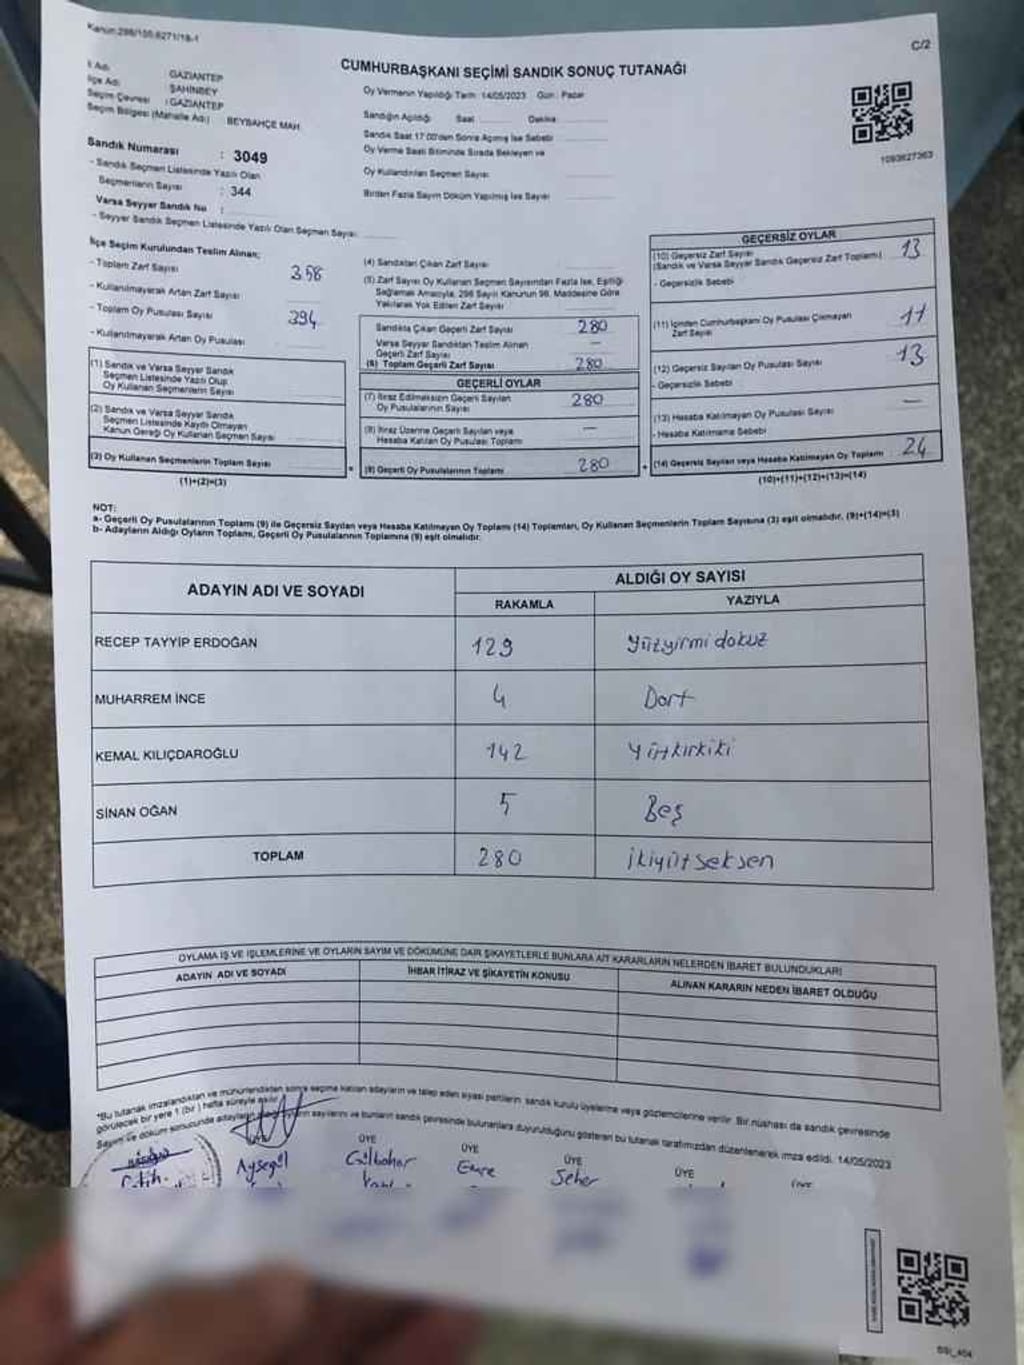 Kanun:298/105.6271/18-1
C/2
CUMHURBAŞKANI SEÇİMİ SANDIK SONUÇ TUTANAĞI
İl Adı GAZIANTEP
İlçe Adı ŞAHİNBEY
Seçim Çevresi : GAZIANTEP
Seçim Bölgesi (Mahalle Adı) BEYBAHÇE MAH.
Oy Vermenin Yapıldığı Tarih: 14/05/2023 Gün: Pazar
Sandığın Açıldığı Saat Dakika
Sandık Saat 17:00'den Sonra Açılmış İse Sebebi
Oy Verme Saati Bitiminde Sırada Bekleyen ve
Oy Kullandırılan Seçmen Sayısı
Birden Fazla Sayım Döküm Yapılmış İse Sayısı
1093627363
Sandık Numarası : 3049
- Sandık Seçmen Listesinde Yazılı Olan
Seçmenlerin Sayısı : 344
Varsa Seyyar Sandık No :
- Seyyar Sandık Seçmen Listesinde Yazılı Olan Seçmen Sayısı
İlçe Seçim Kurulundan Teslim Alınan;
- Toplam Zarf Sayısı 358
- Kullanılmayarak Artan Zarf Sayısı
- Toplam Oy Pusulası Sayısı 394
- Kullanılmayarak Artan Oy Pusulası
(1) Sandık ve Varsa Seyyar Sandık
Seçmen Listesinde Yazılı Olup
Oy Kullanan Seçmenlerin Sayısı
(2) Sandık ve Varsa Seyyar Sandık
Seçmen Listesinde Kayıtlı Olmayan
Kanun Gereği Oy Kullanan Seçmen Sayısı
(3) Oy Kullanan Seçmenlerin Toplam Sayısı
(1)+(2)=(3)
(4) Sandıktan Çıkan Zarf Sayısı
(5) Zarf Sayısı Oy Kullanan Seçmen Sayısından Fazla İse, Eşitliği
Sağlamak Amacıyla, 298 Sayılı Kanunun 98. Maddesine Göre
Yakılarak Yok Edilen Zarf Sayısı
Sandıkta Çıkan Geçerli Zarf Sayısı 280
Varsa Seyyar Sandıktan Teslim Alınan
Geçerli Zarf Sayısı —
(6) Toplam Geçerli Zarf Sayısı 280
GEÇERLİ OYLAR
(7) İtiraz Edilmeksizin Geçerli Sayılan
Oy Pusulalarının Sayısı 280
(8) İtiraz Üzerine Geçerli Sayılan veya
Hesaba Katılan Oy Pusulası Toplamı —
(9) Geçerli Oy Pusulalarının Toplamı 280
GEÇERSİZ OYLAR
(10) Geçersiz Zarf Sayısı
(Sandık ve Varsa Seyyar Sandık Geçersiz Zarf Toplamı) 13
- Geçersizlik Sebebi
(11) İçinden Cumhurbaşkanı Oy Pusulası Çıkmayan
Zarf Sayısı 11
(12) Geçersiz Sayılan Oy Pusulası Sayısı 13
- Geçersizlik Sebebi
(13) Hesaba Katılmayan Oy Pusulası Sayısı —
- Hesaba Katılmama Sebebi
(14) Geçersiz Sayılan veya Hesaba Katılmayan Oy Toplamı 24
(10)+(11)+(12)+(13)=(14)
NOT:
a- Geçerli Oy Pusulalarının Toplamı (9) ile Geçersiz Sayılan veya Hesaba Katılmayan Oy Toplamı (14) Toplamları, Oy Kullanan Seçmenlerin Toplam Sayısına (3) eşit olmalıdır. (9)+(14)=(3)
b- Adayların Aldığı Oyların Toplamı, Geçerli Oy Pusulalarının Toplamına (9) eşit olmalıdır.
ADAYIN ADI VE SOYADI
ALDIĞI OY SAYISI
RAKAMLA YAZIYLA
RECEP TAYYIP ERDOĞAN 129 Yüzyirmi dokuz
MUHARREM İNCE 4 Dört
KEMAL KILIÇDAROĞLU 142 Yüzkırkiki
SİNAN OĞAN 5 Beş
TOPLAM 280 ikiyüzseksen
OYLAMA İŞ VE İŞLEMLERİNE VE OYLARIN SAYIM VE DÖKÜMÜNE DAİR ŞİKAYETLERLE BUNLARA AİT KARARLARIN NELERDEN İBARET BULUNDUKLARI
ADAYIN ADI VE SOYADI İHBAR İTİRAZ VE ŞİKAYETİN KONUSU ALINAN KARARIN NEDEN İBARET OLDUĞU
*Bu tutanak imzalandıktan ve mühürlendikten sonra seçime katılan adayların ve talep eden siyasi partilerin sandık kurulu üyelerine veya gözlemcilerine verilir. Bir nüshası da sandık çevresinde
görülecek bir yere 1 (bir) hafta süreyle asılır.
Sayım ve döküm sonucunda adayların sayılarını ve bunların sandık çevresinde bulunanlara duyurulduğunu gösteren bu tutanak tarafımızdan düzenlenerek imza edildi. 14/05/2023
ÜYE ÜYE ÜYE ÜYE ÜYE ÜYE
Fatih Ayşegül Gülbahar Emre Seher